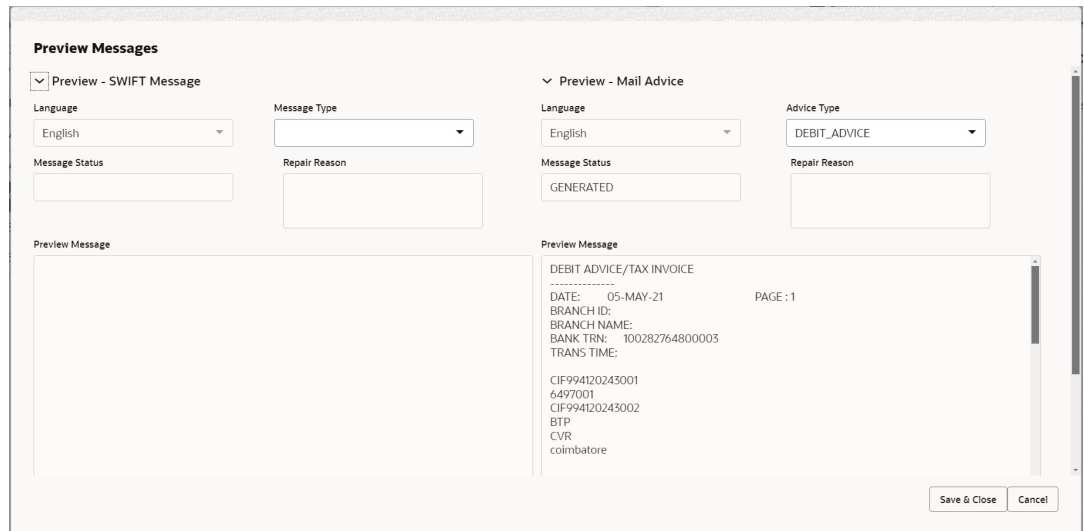 Preview Messages
Preview - SWIFT Message
Language
Message Type
English
Message Status
Repair Reason
Preview Message
Preview - Mail Advice
Language
Advice Type
English
DEBIT_ADVICE
Message Status
Repair Reason
GENERATED
Preview Message
DEBIT ADVICE/TAX INVOICE
--------------
DATE: 05-MAY-21 PAGE : 1
BRANCH ID:
BRANCH NAME:
BANK TRN: 100282764800003
TRANS TIME:
CIF994120243001
6497001
CIF994120243002
BTP
CVR
coimbatore
Save & Close Cancel